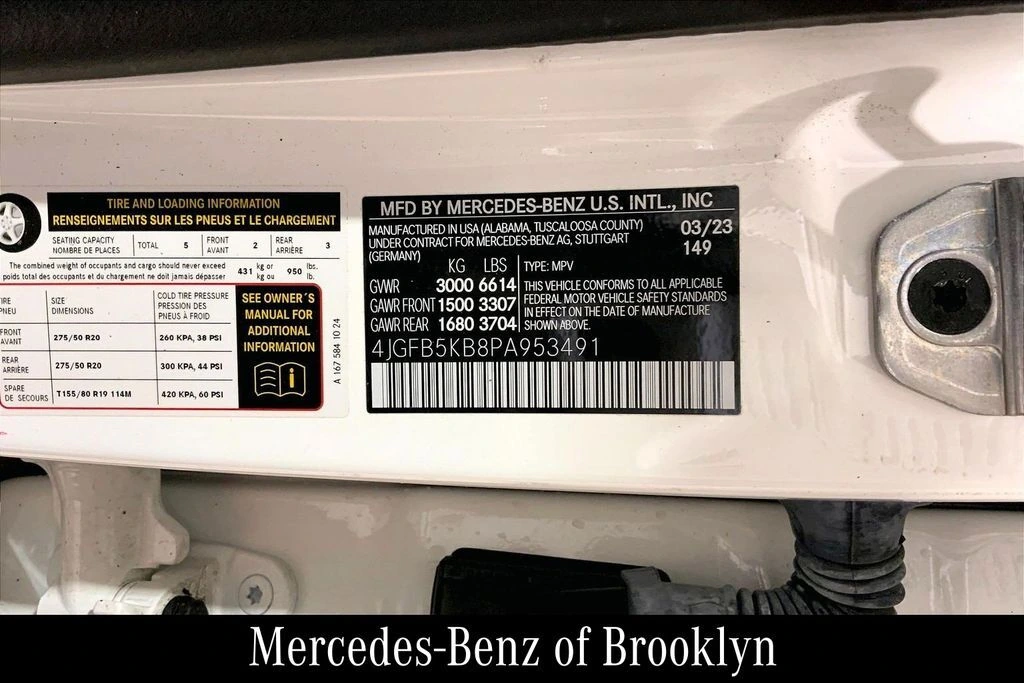 TIRE AND LOADING INFORMATION
RENSEIGNEMENTS SUR LES PNEUS ET LE CHARGEMENT
SEATING CAPACITY
NOMBRE DE PLACES
TOTAL 5
FRONT
AVANT
2
REAR
ARRIÈRE
3
The combined weight of occupants and cargo should never exceed
poids total des occupants et du chargement ne doit jamais dépasser
431 kg or
kg ou
950 lbs.
lb.
SIZE
DIMENSIONS
COLD TIRE PRESSURE
PRESSION DES
PNEUS À FROID
FRONT
AVANT
275/50 R20
260 KPA, 38 PSI
REAR
ARRIÈRE
275/50 R20
300 KPA, 44 PSI
SPARE
DE SECOURS
T155/80 R19 114M
420 KPA, 60 PSI
SEE OWNER'S
MANUAL FOR
ADDITIONAL
INFORMATION
A 167 584 10 24
MFD BY MERCEDES-BENZ U.S. INTL., INC
MANUFACTURED IN USA (ALABAMA, TUSCALOOSA COUNTY)
UNDER CONTRACT FOR MERCEDES-BENZ AG, STUTTGART
(GERMANY)
03/23
149
KG LBS
GVWR 3000 6614
GAWR FRONT 1500 3307
GAWR REAR 1680 3704
TYPE: MPV
THIS VEHICLE CONFORMS TO ALL APPLICABLE
FEDERAL MOTOR VEHICLE SAFETY STANDARDS
IN EFFECT ON THE DATE OF MANUFACTURE
SHOWN ABOVE.
4JGFB5KB8PA953491
Mercedes-Benz of Brooklyn